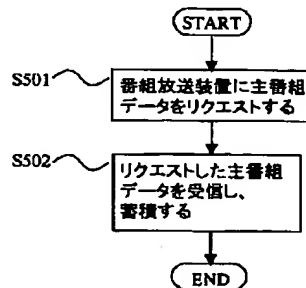 START
S501
番組放送装置に主番組
データをリクエストする
S502
リクエストした主番組
データを受信し、
蓄積する
END